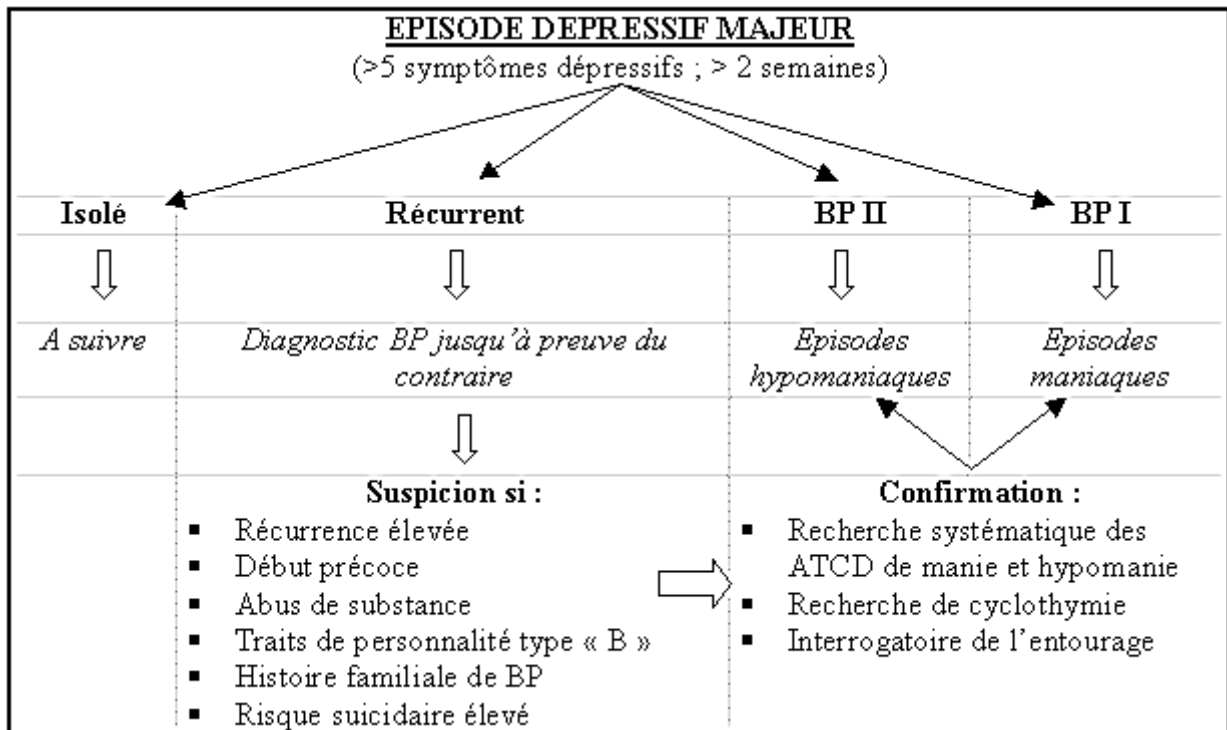 EPISODE DEPRESSIF MAJEUR
(>5 symptômes dépressifs ; > 2 semaines)
Isolé
Récurrent
BP II
BP I
A suivre
Diagnostic BP jusqu'à preuve du
contraire
Episodes
hypomaniaques
Episodes
maniaques
Suspicion si :
▪ Récurrence élevée
▪ Début précoce
▪ Abus de substance
▪ Traits de personnalité type « B »
▪ Histoire familiale de BP
▪ Risque suicidaire élevé
Confirmation :
▪ Recherche systématique des
ATCD de manie et hypomanie
▪ Recherche de cyclothymie
▪ Interrogatoire de l'entourage